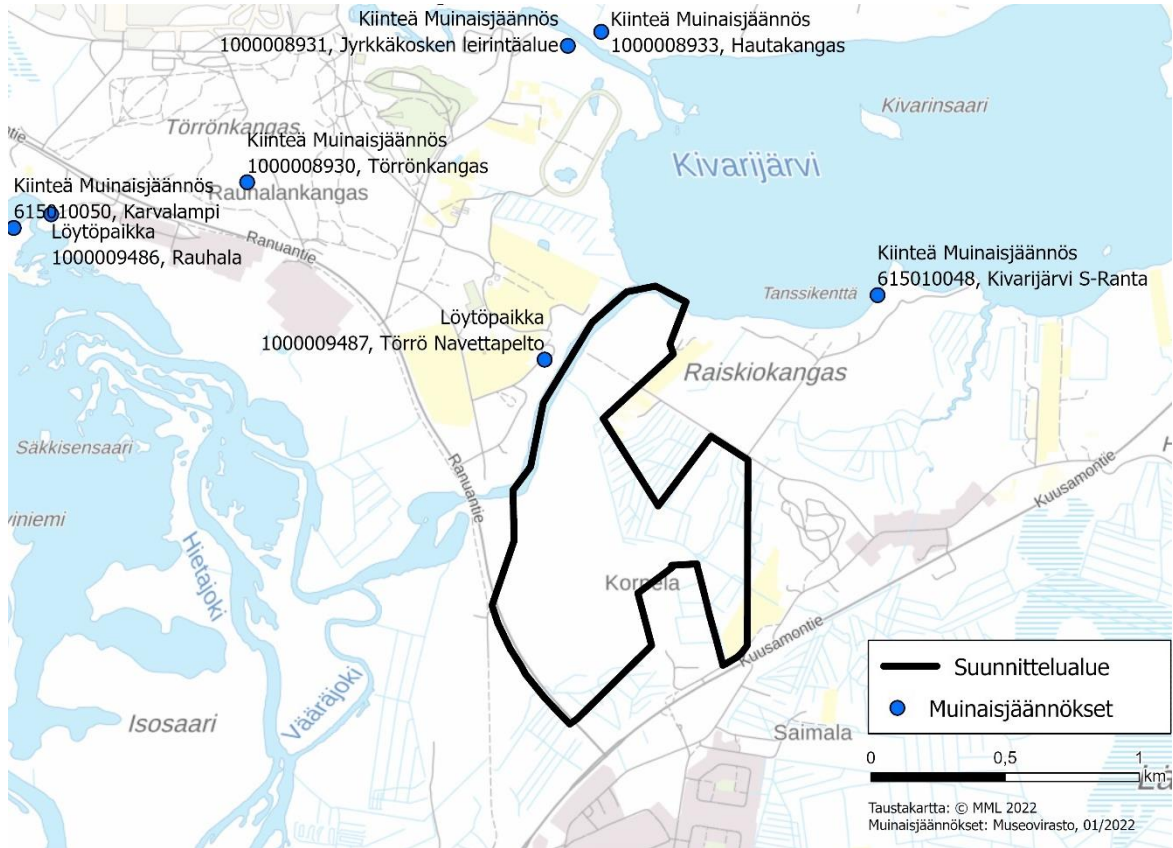 Kiinteä Muinaisjäännös
1000008931, Jyrkkäkosken leirintäalue
Kiinteä Muinaisjäännös
1000008933, Hautakangas
Kivarinsaari
Törrönkangas
Kiinteä Muinaisjäännös
1000008930, Törrönkangas
Kivarijärvi
tie
Rauhalankangas
Kiinteä Muinaisjäännös
615010050, Karvalampi
Löytöpaikka
1000009486, Rauhala
Ranuantie
Kiinteä Muinaisjäännös
615010048, Kivarijärvi S-Ranta
Tanssikenttä
Löytöpaikka
1000009487, Törrö Navettapelto
Raiskiokangas
Säkkisensaari
Ranuantie
Kuusamontie
H
viniemi
Hietajoki
Korpela
Kuusamontie
Suunnittelualue
Muinaisjäännökset
Isosaari
Vääräjoki
Saimala
0 0,5 1
km
Taustakartta: © MML 2022
Muinaisjäännökset: Museovirasto, 01/2022